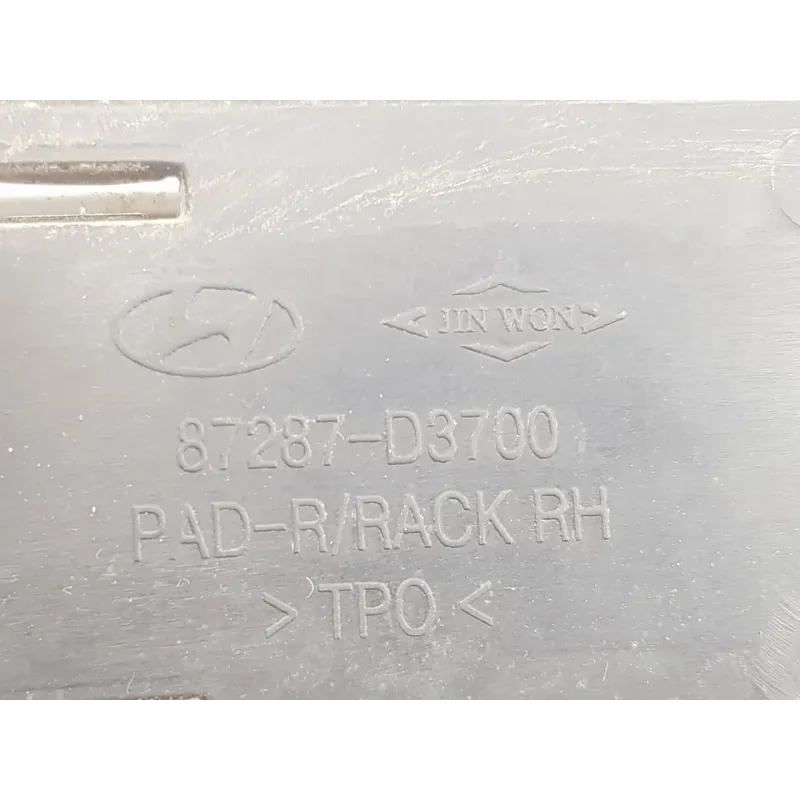 JIN WON
87287-D3700
PAD-R/RACK RH
>TPO<